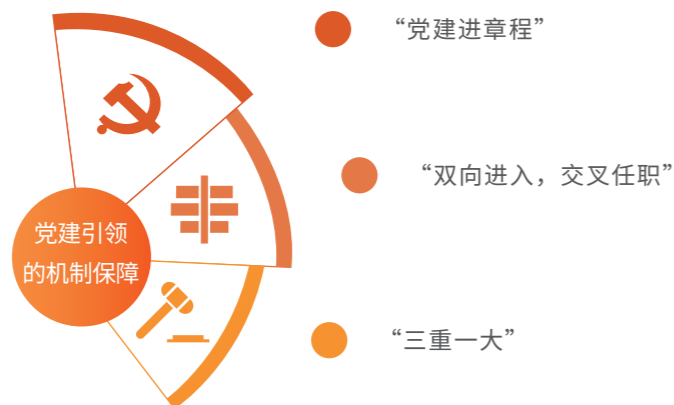 “党建进章程”
“双向进入，交叉任职”
党建引领
的机制保障
“三重一大”